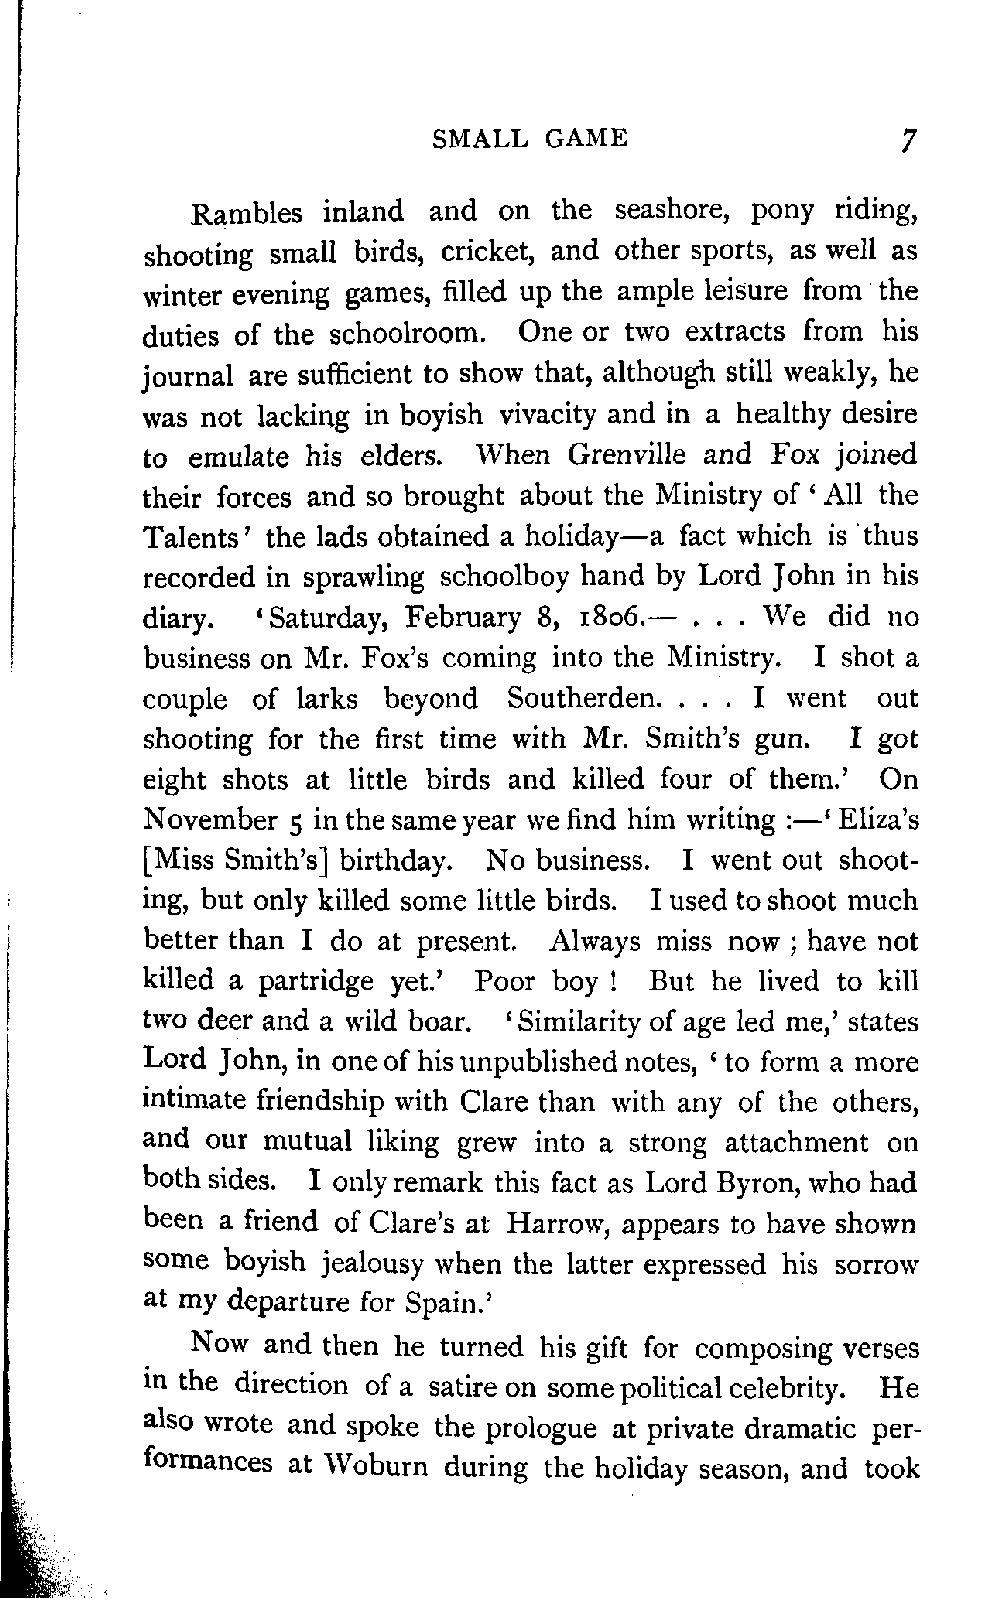 SMALL GAME 7
Rambles inland and on the seashore, pony riding,
shooting small birds, cricket, and other sports, as well as
winter evening games, filled up the ample leisure from the
duties of the schoolroom. One or two extracts from his
journal are sufficient to show that, although still weakly, he
was not lacking in boyish vivacity and in a healthy desire
to emulate his elders. When Grenville and Fox joined
their forces and so brought about the Ministry of ‘ All the
Talents’ the lads obtained a holiday—a fact which is thus
recorded in sprawling schoolboy hand by Lord John in his
diary. ‘Saturday, February 8, 1806.— . . . We did no
business on Mr. Fox’s coming into the Ministry. I shot a
couple of larks beyond Southerden. . . . I went out
shooting for the first time with Mr. Smith’s gun. I got
eight shots at little birds and killed four of them.’ On
November 5 in the same year we find him writing :—‘ Eliza’s
[Miss Smith’s] birthday. No business. I went out shoot-
ing, but only killed some little birds. I used to shoot much
better than I do at present. Always miss now ; have not
killed a partridge yet.’ Poor boy ! But he lived to kill
two deer and a wild boar. ‘Similarity of age led me,’ states
Lord John, in one of his unpublished notes, ‘ to form a more
intimate friendship with Clare than with any of the others,
and our mutual liking grew into a strong attachment on
both sides. I only remark this fact as Lord Byron, who had
been a friend of Clare’s at Harrow, appears to have shown
some boyish jealousy when the latter expressed his sorrow
at my departure for Spain.’
Now and then he turned his gift for composing verses
in the direction of a satire on some political celebrity. He
also wrote and spoke the prologue at private dramatic per-
formances at Woburn during the holiday season, and took